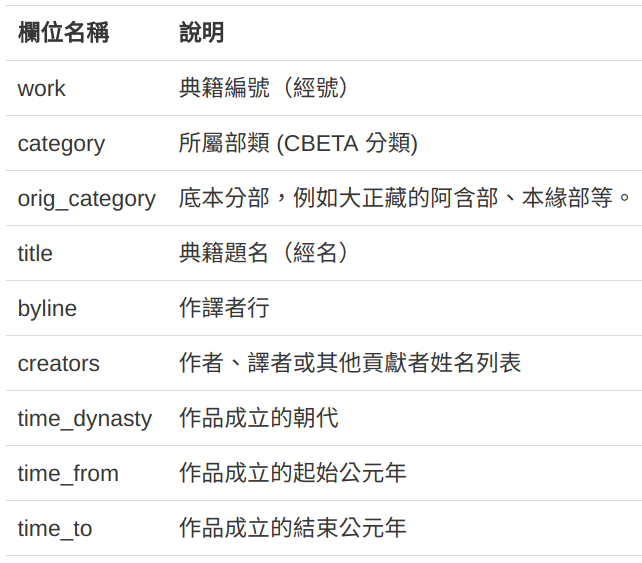 欄位名稱 說明
work 典籍編號（經號）
category 所屬部類 (CBETA 分類)
orig_category 底本分部，例如大正藏的阿含部、本緣部等。
title 典籍題名（經名）
byline 作譯者行
creators 作者、譯者或其他貢獻者姓名列表
time_dynasty 作品成立的朝代
time_from 作品成立的起始公元年
time_to 作品成立的結束公元年